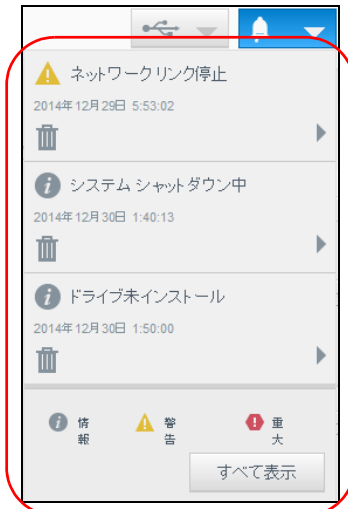 ネットワークリンク停止
2014年12月29日 5:53:02
システム シャットダウン中
2014年12月30日 1:40:13
ドライブ未インストール
2014年12月30日 1:50:00
情報
警告
重大
すべて表示